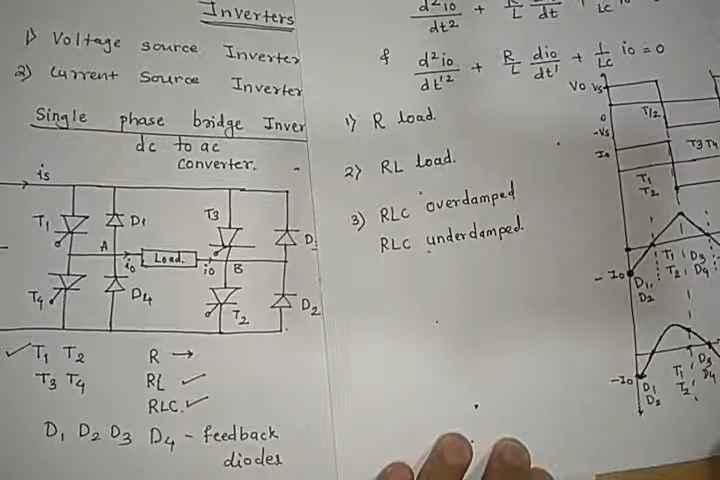 Inverters
1) Voltage source Inverter
2) Current Source Inverter
Single phase bridge Inver
dc to ac
converter.
is
T1
D1
T3
D3
A
io
Load
io
B
T4
D4
T2
D2
✓ T1 T2
T3 T4
R →
RL ✓
RLC. ✓
D1 D2 D3 D4 - feedback
diodes
d²io/dt² + R/L dt LC
& d²io/dt'² + R/L dio/dt' + 1/LC io = 0
1) R Load.
2) RL Load.
3) RLC overdamped
RLC underdamped.
Vo Vs
0
T/2
-Vs
Io
T3 T4
T1
T2
-Io
D1
D2
T1 D3
T2 D4
-Io
D1
D2
T1 D3
T2 D4